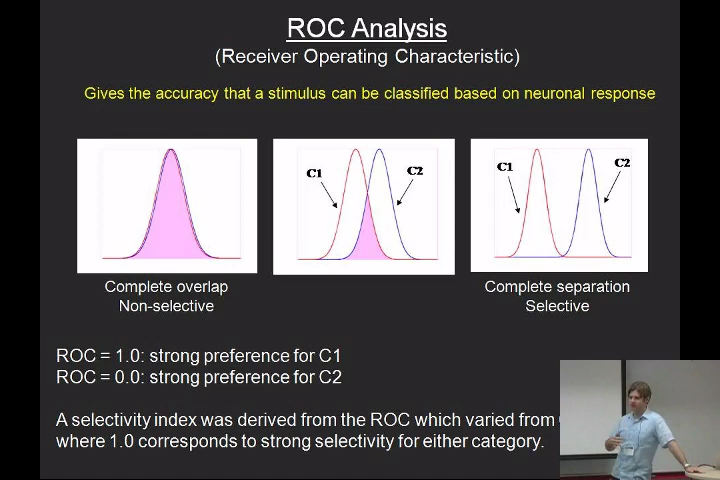 ROC Analysis
(Receiver Operating Characteristic)
Gives the accuracy that a stimulus can be classified based on neuronal response
C1
C2
C1
C2
Complete overlap
Non-selective
Complete separation
Selective
ROC = 1.0: strong preference for C1
ROC = 0.0: strong preference for C2
A selectivity index was derived from the ROC which varied from
where 1.0 corresponds to strong selectivity for either category.